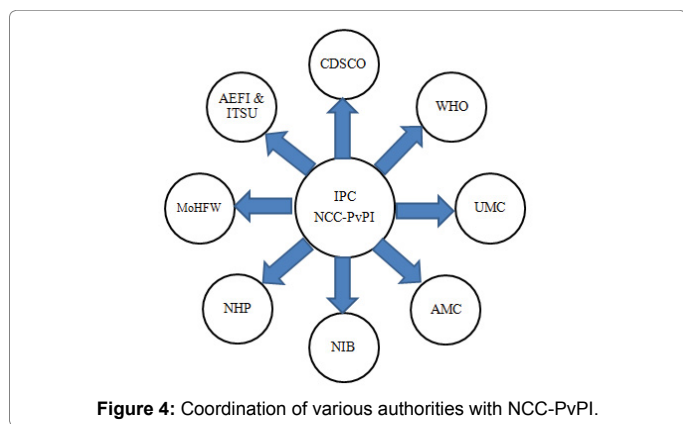 CDSCO
AEFI &
ITSU
WHO
MoHFW
IPC
NCC-PvPI
UMC
NHP
AMC
NIB
Figure 4: Coordination of various authorities with NCC-PvPI.